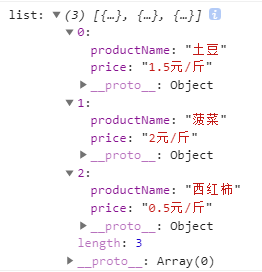 list: ▼ (3) [{…}, {…}, {…}] i
▼ 0:
productName: "土豆"
price: "1.5元/斤"
▶ __proto__: Object
▼ 1:
productName: "菠菜"
price: "2元/斤"
▶ __proto__: Object
▼ 2:
productName: "西红柿"
price: "0.5元/斤"
▶ __proto__: Object
length: 3
▶ __proto__: Array(0)